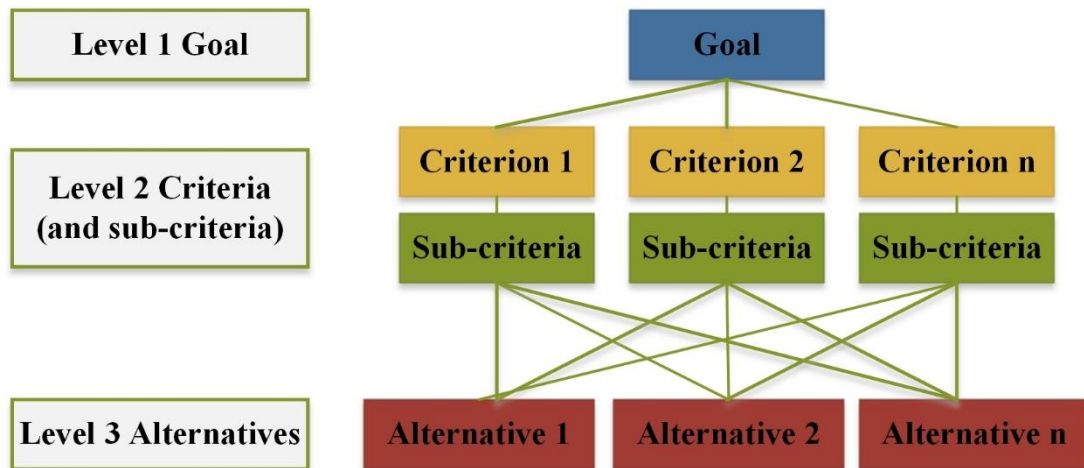 Level 1 Goal
Goal
Level 2 Criteria
(and sub-criteria)
Criterion 1
Criterion 2
Criterion n
Sub-criteria
Sub-criteria
Sub-criteria
Level 3 Alternatives
Alternative 1
Alternative 2
Alternative n